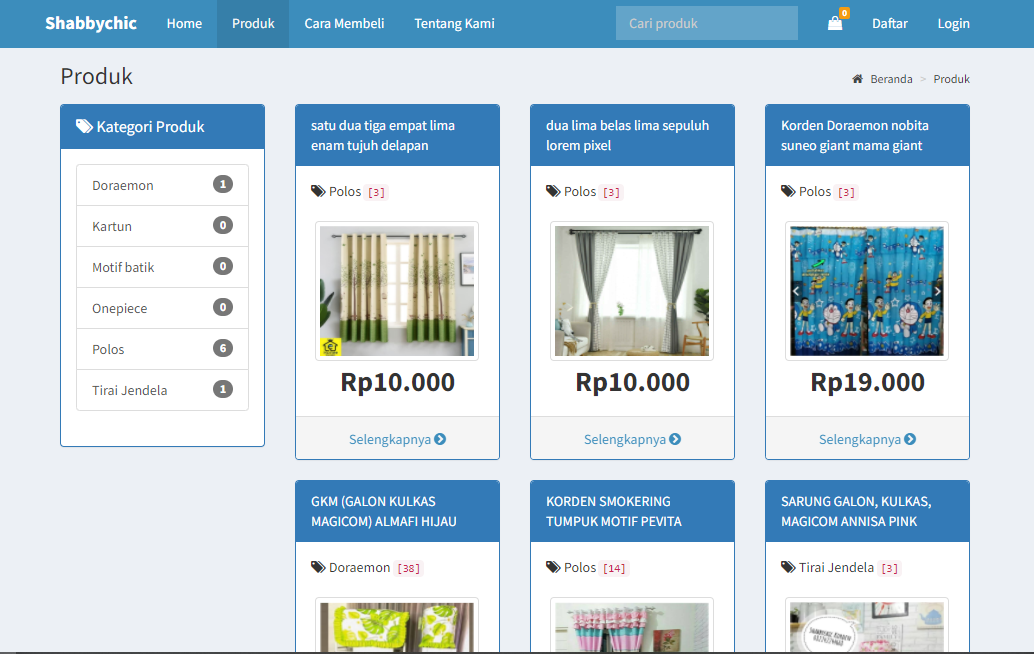 Shabbychic
Home
Produk
Cara Membeli
Tentang Kami
Cari produk
0
Daftar
Login
Produk
Beranda > Produk
Kategori Produk
Doraemon 1
Kartun 0
Motif batik 0
Onepiece 0
Polos 6
Tirai Jendela 1
satu dua tiga empat lima
enam tujuh delapan
Polos [3]
Rp10.000
Selengkapnya
dua lima belas lima sepuluh
lorem pixel
Polos [3]
Rp10.000
Selengkapnya
Korden Doraemon nobita
suneo giant mama giant
Polos [3]
Rp19.000
Selengkapnya
GKM (GALON KULKAS
MAGICOM) ALMAFI HIJAU
Doraemon [38]
KORDEN SMOKERING
TUMPUK MOTIF PEVITA
Polos [14]
SARUNG GALON, KULKAS,
MAGICOM ANNISA PINK
Tirai Jendela [3]